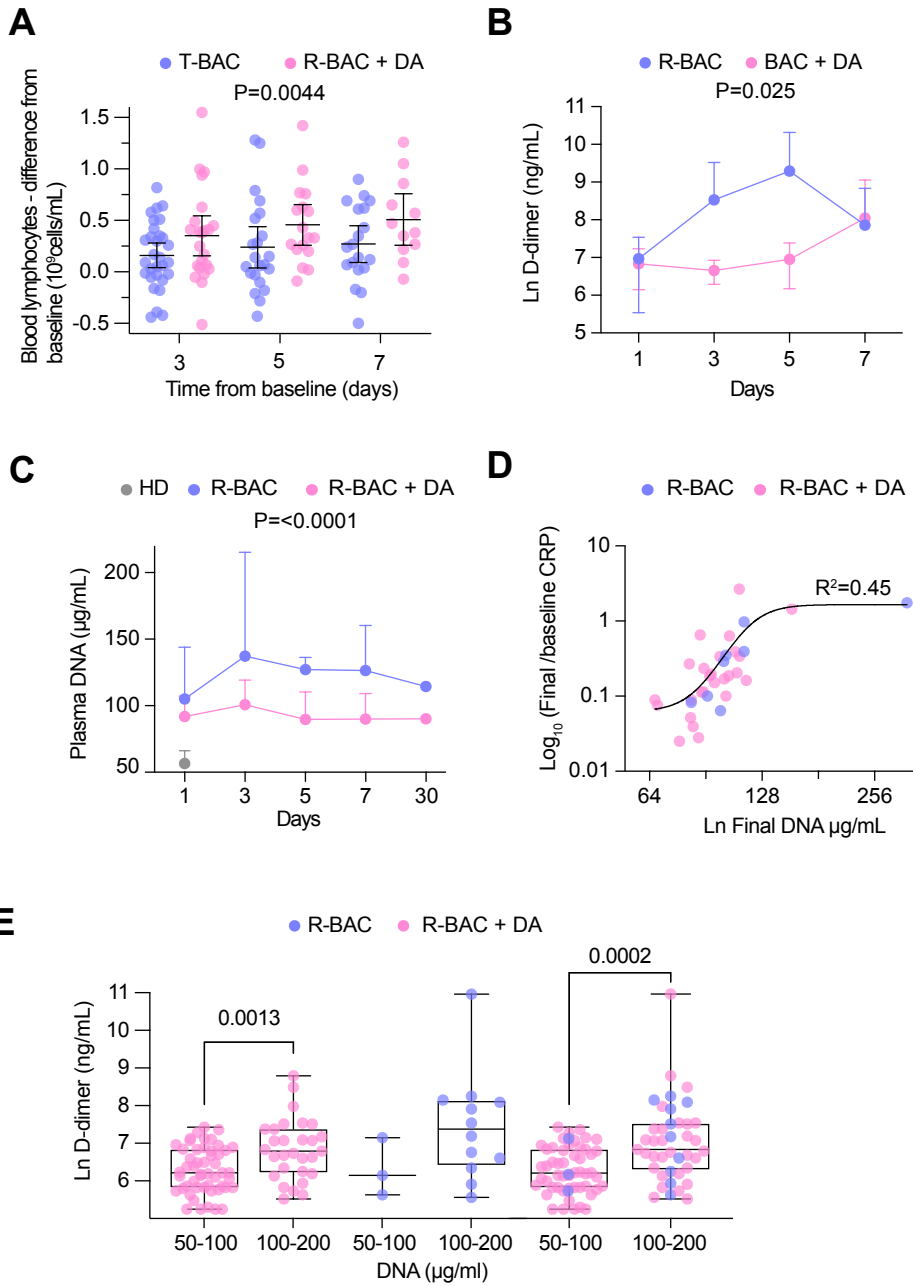 A
T-BAC R-BAC + DA
P=0.0044
Blood lymphocytes - difference from
baseline (10⁹cells/mL)
1.5
1.0
0.5
0.0
-0.5
3 5 7
Time from baseline (days)
B
R-BAC BAC + DA
P=0.025
Ln D-dimer (ng/mL)
11
10
9
8
7
6
5
1 3 5 7
Days
C
HD R-BAC R-BAC + DA
P=<0.0001
Plasma DNA (µg/mL)
200
150
100
50
1 3 5 7 30
Days
D
R-BAC R-BAC + DA
R²=0.45
Log₁₀ (Final /baseline CRP)
10
1
0.1
0.01
64 128 256
Ln Final DNA µg/mL
E
R-BAC R-BAC + DA
0.0013
0.0002
Ln D-dimer (ng/mL)
11
10
9
8
7
6
50-100 100-200 50-100 100-200 50-100 100-200
DNA (µg/ml)